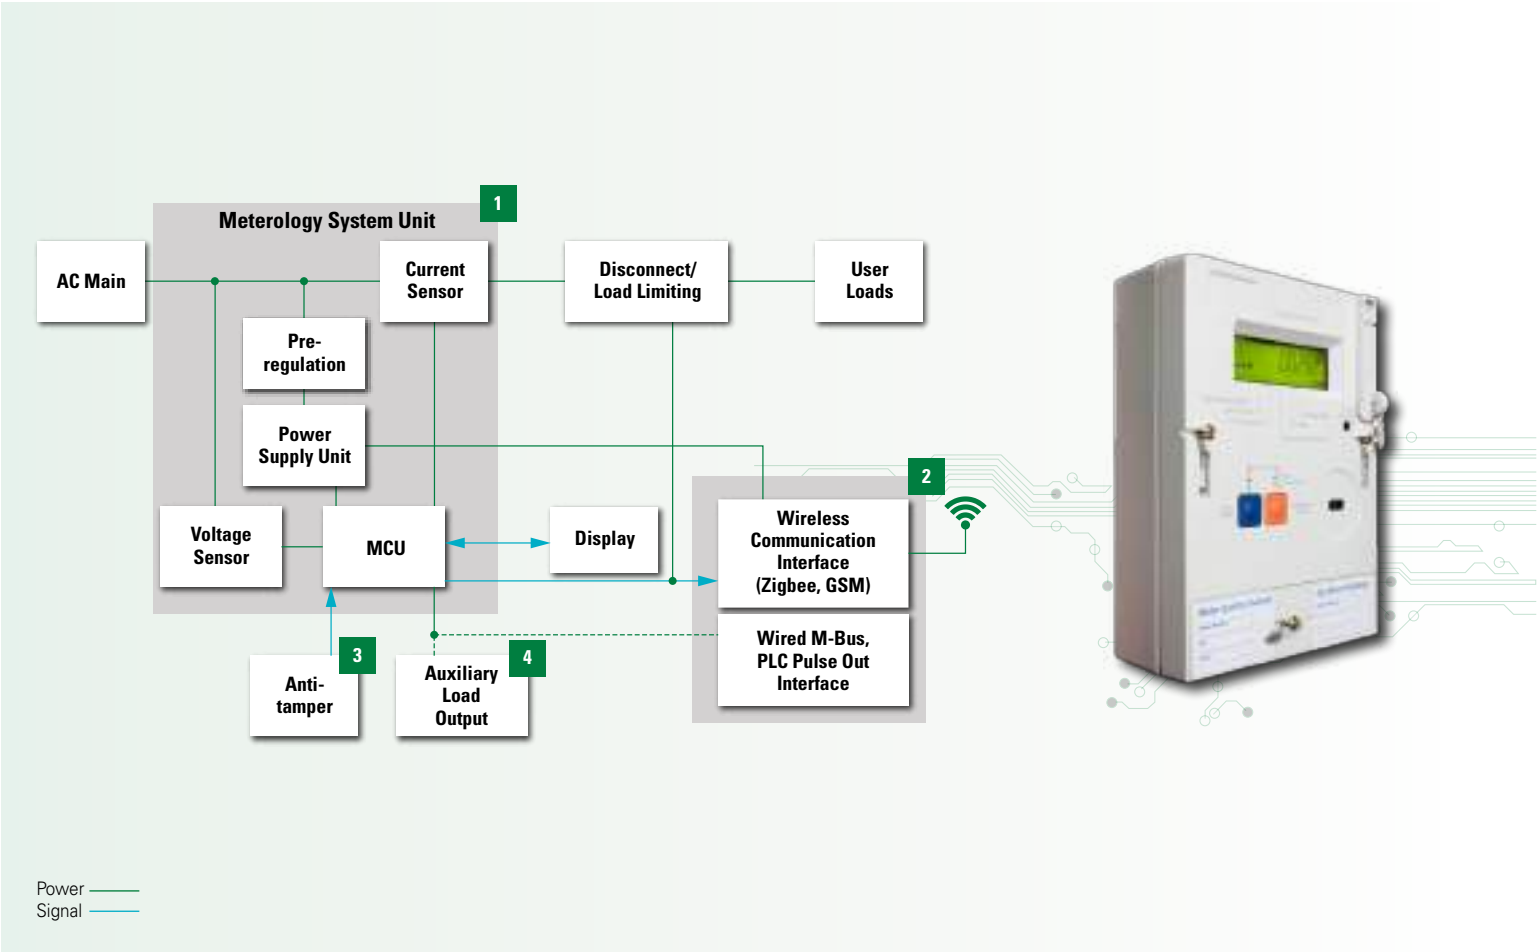 1
Meterology System Unit
AC Main
Current
Sensor
Disconnect/
Load Limiting
User
Loads
Pre-
regulation
Power
Supply Unit
2
Voltage
Sensor
MCU
Display
Wireless
Communication
Interface
(Zigbee, GSM)
3
Anti-
tamper
4
Auxiliary
Load
Output
Wired M-Bus,
PLC Pulse Out
Interface
Power
Signal